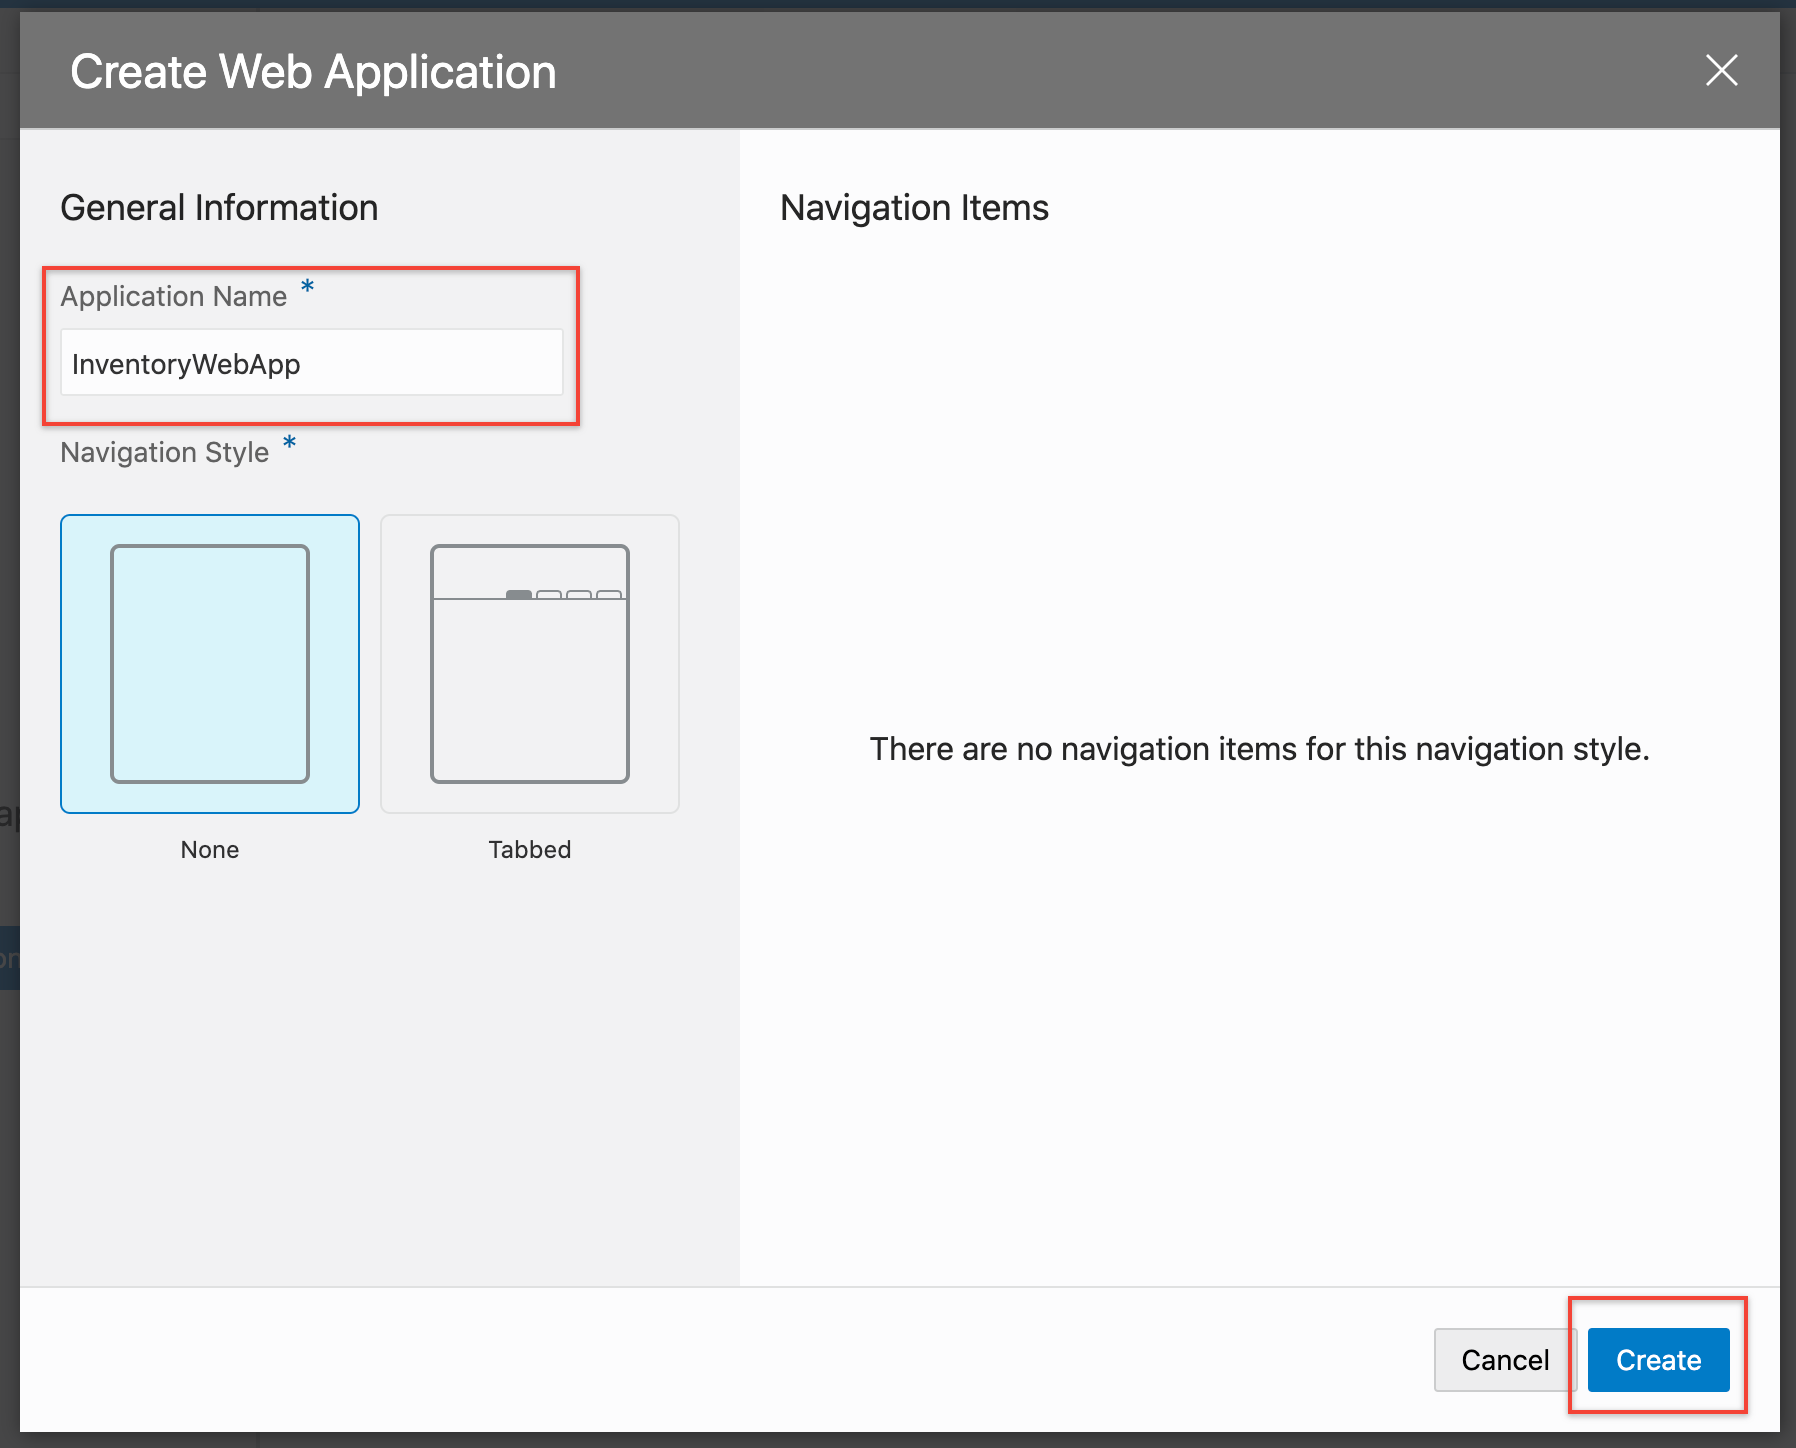 Create Web Application
General Information
Application Name *
InventoryWebApp
Navigation Style *
None
Tabbed
Navigation Items
There are no navigation items for this navigation style.
Cancel
Create